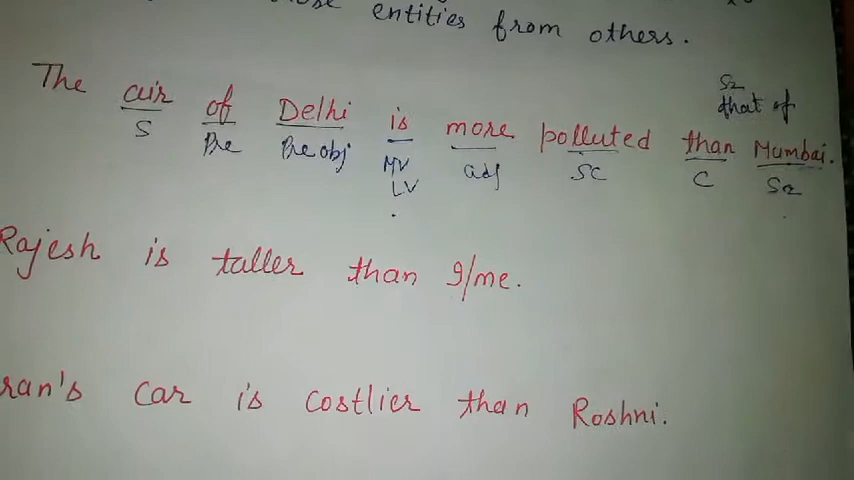 entities from others.
S2
that of
The air of Delhi is more polluted than Mumbai.
S Pre Pre obj MV adj SC C S2
LV
Rajesh is taller than I/me.
ran's car is costlier than Roshni.